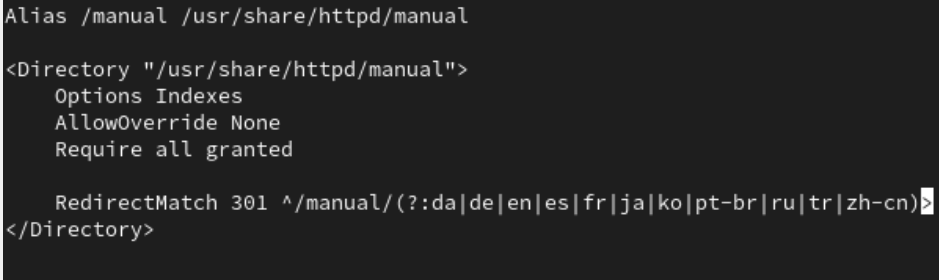 Alias /manual /usr/share/httpd/manual
<Directory "/usr/share/httpd/manual">
Options Indexes
AllowOverride None
Require all granted
RedirectMatch 301 ^/manual/(?:da|de|en|es|fr|ja|ko|pt-br|ru|tr|zh-cn)>
</Directory>